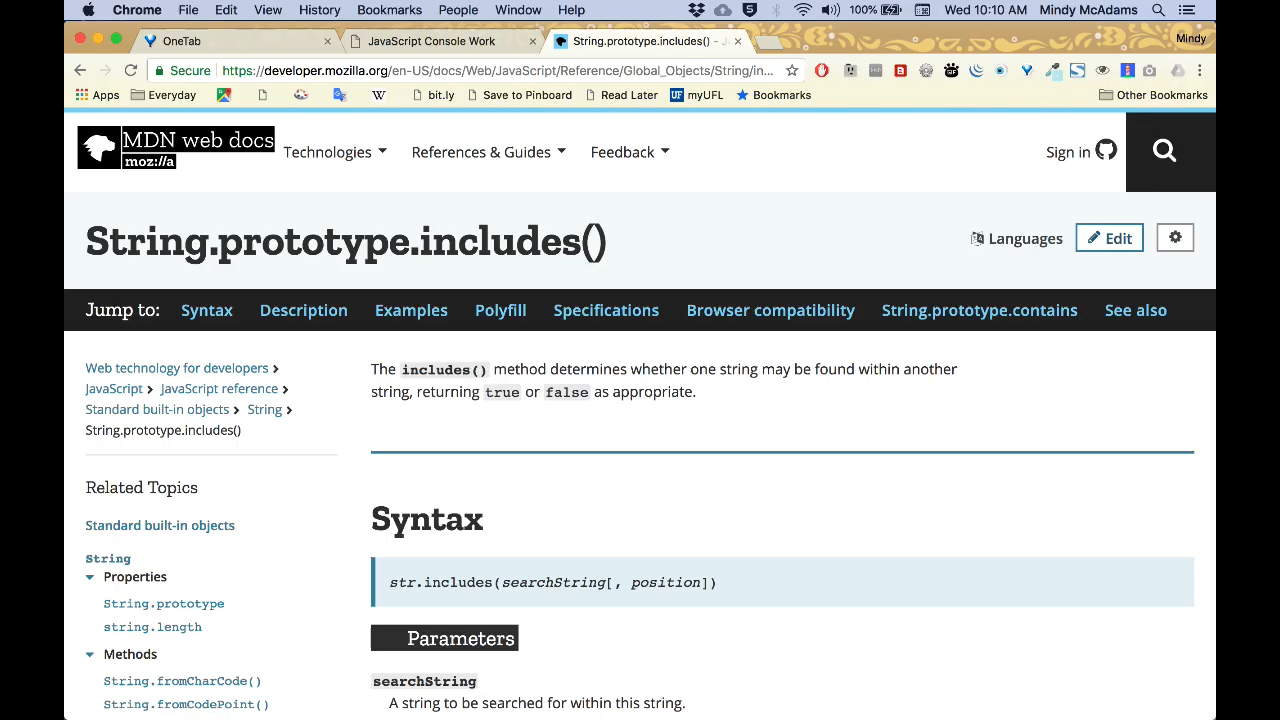 Chrome File Edit View History Bookmarks People Window Help 100% Wed 10:10 AM Mindy McAdams
OneTab JavaScript Console Work String.prototype.includes() - J Mindy
Secure https://developer.mozilla.org/en-US/docs/Web/JavaScript/Reference/Global_Objects/String/in...
Apps Everyday bit.ly Save to Pinboard Read Later UF myUFL Bookmarks Other Bookmarks
MDN web docs
moz://a
Technologies References & Guides Feedback Sign in
String.prototype.includes()
Languages Edit
Jump to: Syntax Description Examples Polyfill Specifications Browser compatibility String.prototype.contains See also
Web technology for developers
JavaScript JavaScript reference
Standard built-in objects String
String.prototype.includes()
Related Topics
Standard built-in objects
String
Properties
String.prototype
string.length
Methods
String.fromCharCode()
String.fromCodePoint()
The includes() method determines whether one string may be found within another
string, returning true or false as appropriate.
Syntax
str.includes(searchString[, position])
Parameters
searchString
A string to be searched for within this string.